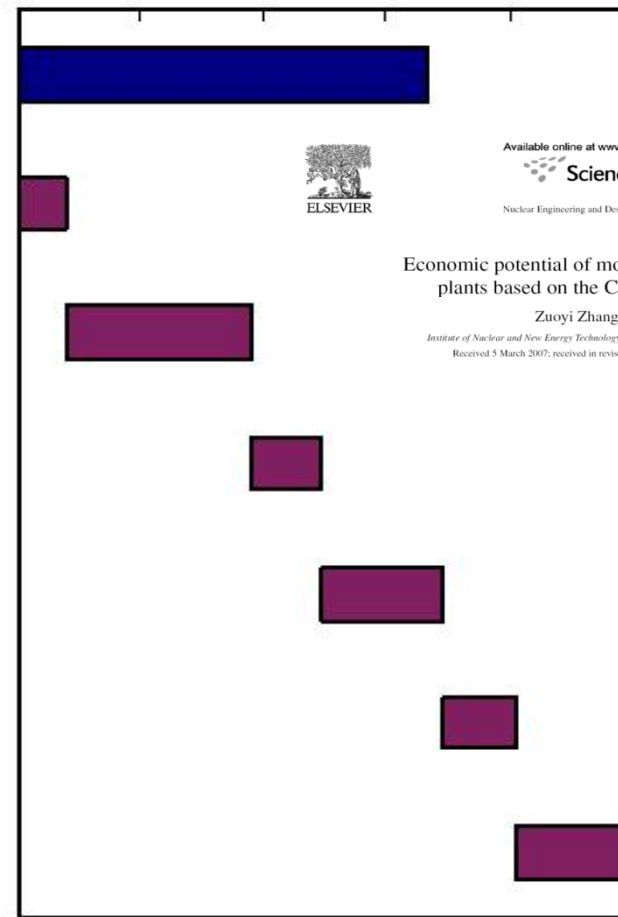 Available online at www
ELSEVIER
Scien
Nuclear Engineering and Des
Economic potential of mo
plants based on the C
Zuoyi Zhang
Institute of Nuclear and New Energy Technology
Received 5 March 2007; received in revis